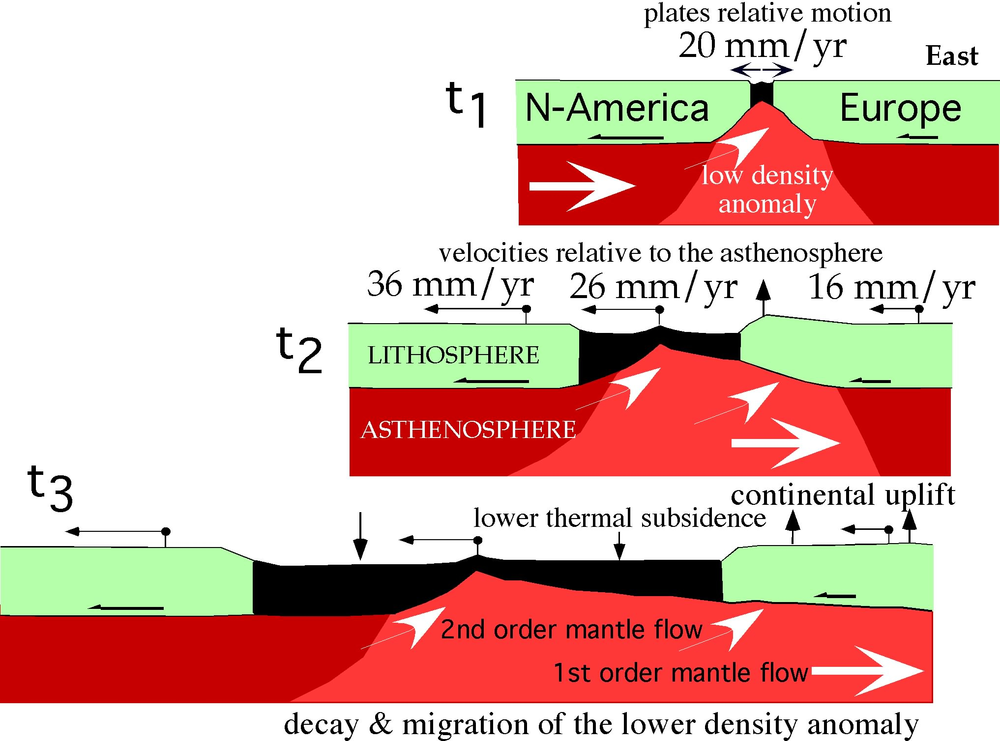 plates relative motion
20 mm/yr
East
t1
N-America
Europe
low density
anomaly
velocities relative to the asthenosphere
36 mm/yr
26 mm/yr
16 mm/yr
t2
LITHOSPHERE
ASTHENOSPHERE
t3
continental uplift
lower thermal subsidence
2nd order mantle flow
1st order mantle flow
decay & migration of the lower density anomaly